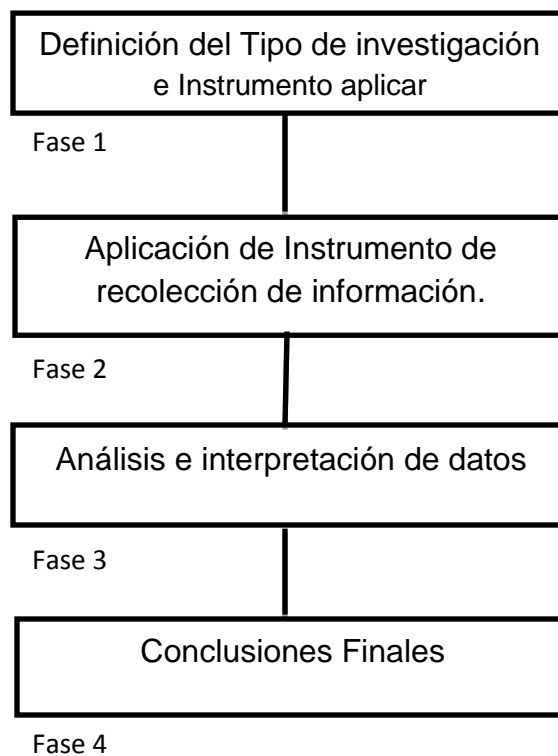 Definición del Tipo de investigación
e Instrumento aplicar
Fase 1
Aplicación de Instrumento de
recolección de información.
Fase 2
Análisis e interpretación de datos
Fase 3
Conclusiones Finales
Fase 4